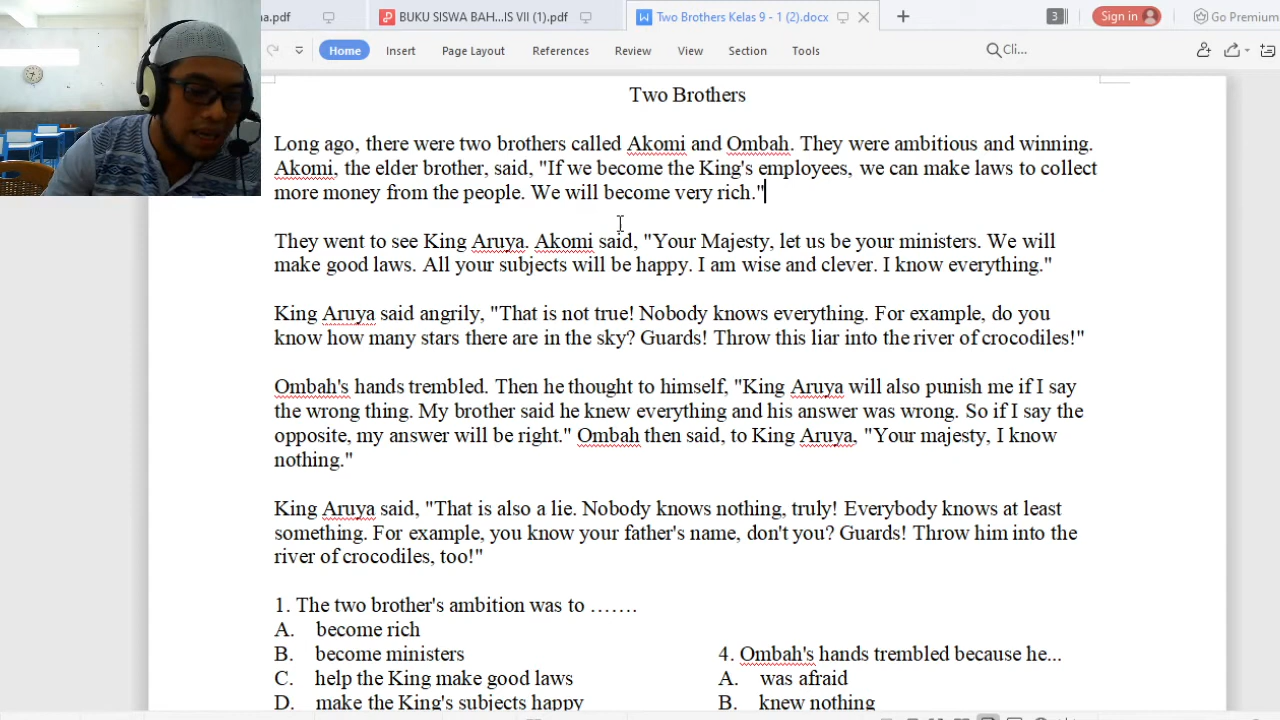 na.pdf
BUKU SISWA BAH...IS VII (1).pdf
Two Brothers Kelas 9 - 1 (2).docx
3
Sign in
Go Premium
Home
Insert
Page Layout
References
Review
View
Section
Tools
Cli...
Two Brothers
Long ago, there were two brothers called Akomi and Ombah. They were ambitious and winning.
Akomi, the elder brother, said, "If we become the King's employees, we can make laws to collect
more money from the people. We will become very rich."
They went to see King Aruya. Akomi said, "Your Majesty, let us be your ministers. We will
make good laws. All your subjects will be happy. I am wise and clever. I know everything."
King Aruya said angrily, "That is not true! Nobody knows everything. For example, do you
know how many stars there are in the sky? Guards! Throw this liar into the river of crocodiles!"
Ombah's hands trembled. Then he thought to himself, "King Aruya will also punish me if I say
the wrong thing. My brother said he knew everything and his answer was wrong. So if I say the
opposite, my answer will be right." Ombah then said, to King Aruya, "Your majesty, I know
nothing."
King Aruya said, "That is also a lie. Nobody knows nothing, truly! Everybody knows at least
something. For example, you know your father's name, don't you? Guards! Throw him into the
river of crocodiles, too!"
1. The two brother's ambition was to …….
A. become rich
B. become ministers
C. help the King make good laws
D. make the King's subjects happy
4. Ombah's hands trembled because he...
A. was afraid
B. knew nothing